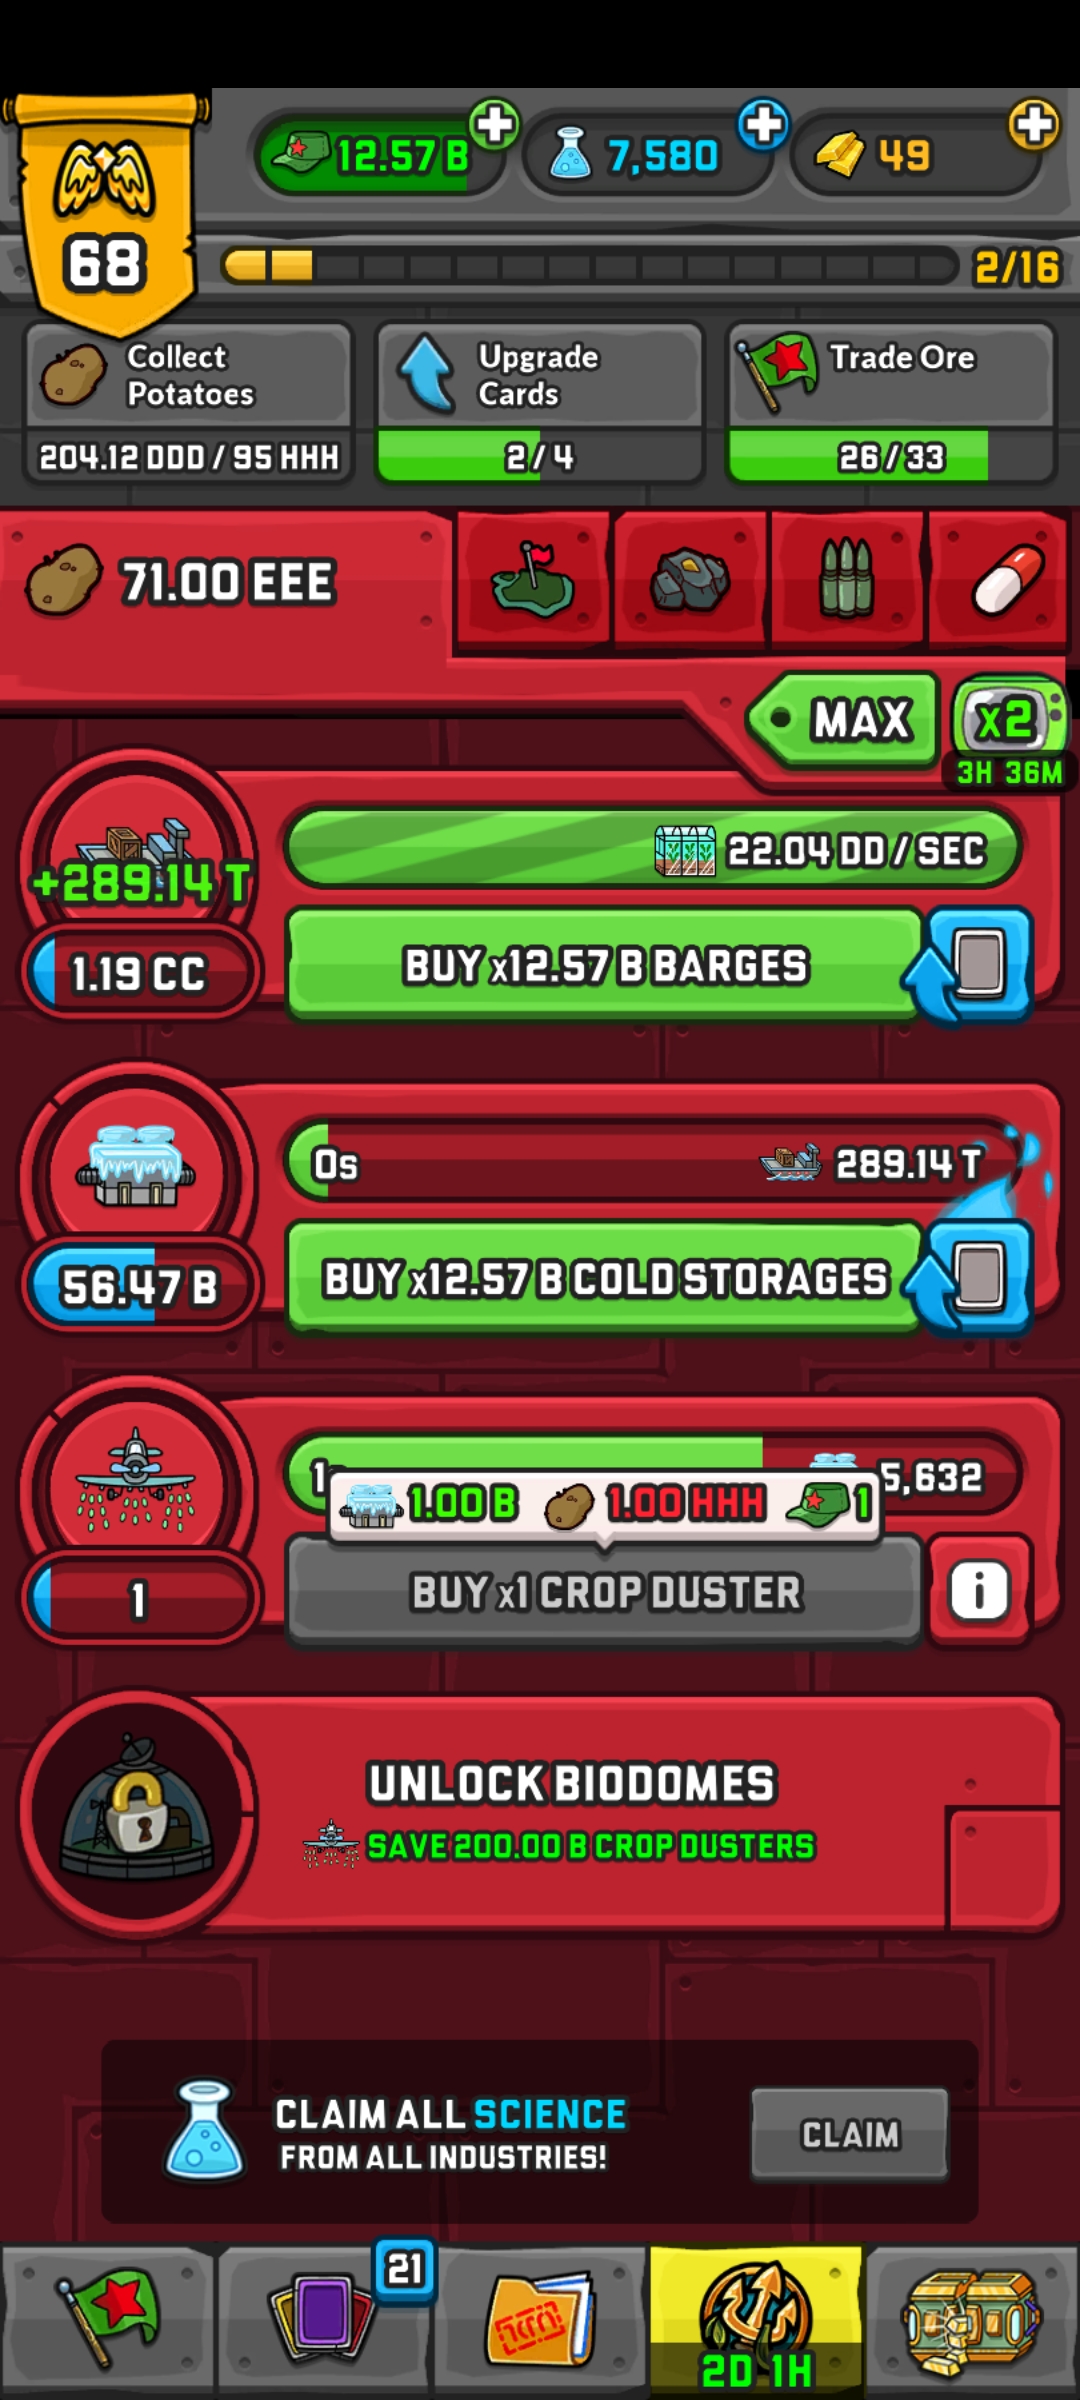 12.57 B
7,580
49
68
2/16
Collect
Potatoes
204.12 DDD / 95 HHH
Upgrade
Cards
2/4
Trade Ore
26/33
71.00 EEE
MAX
x2
3H 36M
+289.14 T
22.04 DD / SEC
1.19 CC
BUY x12.57 B BARGES
0s
289.14 T
56.47 B
BUY x12.57 B COLD STORAGES
5,632
1.00 B
1.00 HHH
1
1
BUY x1 CROP DUSTER
i
UNLOCK BIODOMES
SAVE 200.00 B CROP DUSTERS
CLAIM ALL SCIENCE
FROM ALL INDUSTRIES!
CLAIM
21
2D 1H